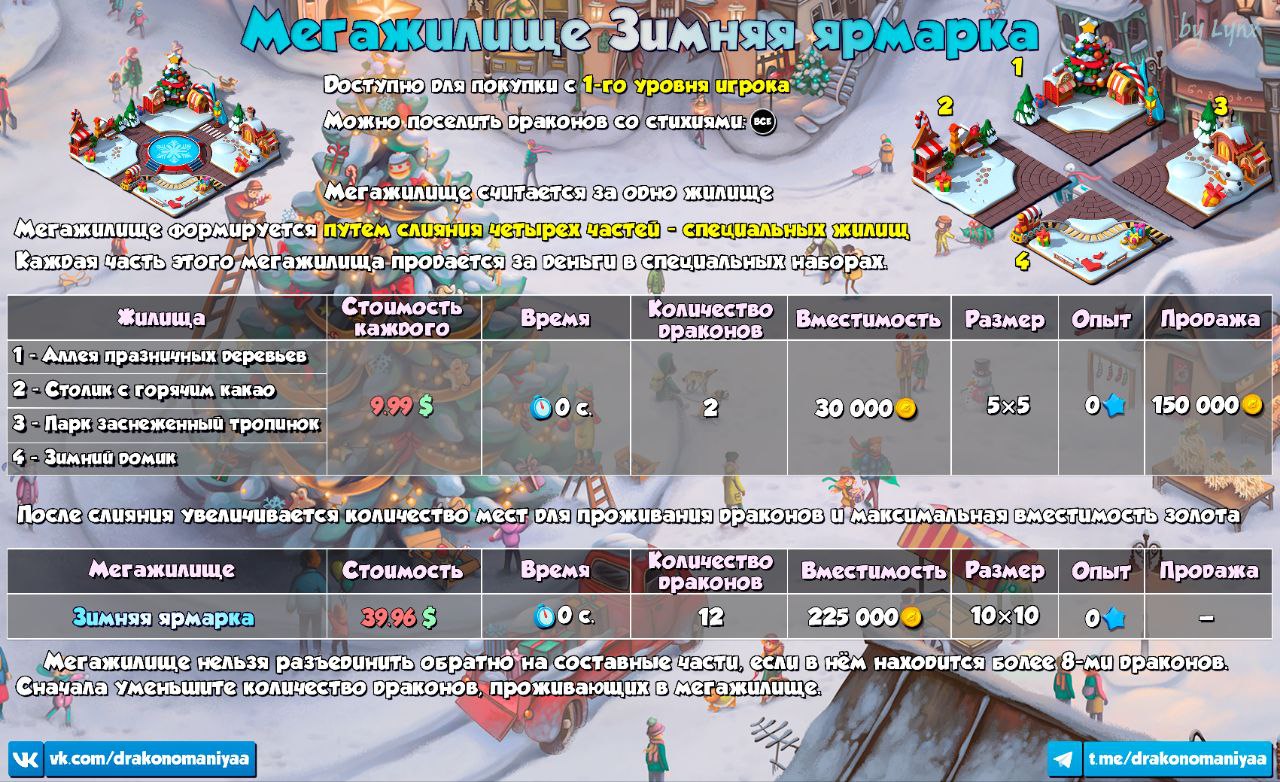 Мегажилище Зимняя ярмарка
by Lynx
Доступно для покупки с 1-го уровня игрока
Можно поселить драконов со стихиями: ВСЕ
Мегажилище считается за одно жилище
1
2
3
4
Мегажилище формируется путем слияния четырех частей - специальных жилищ
Каждая часть этого мегажилища продается за деньги в специальных наборах.
Жилища Стоимость каждого Время Количество драконов Вместимость Размер Опыт Продажа
1 - Аллея празничных деревьев
2 - Столик с горячим какао
3 - Парк заснеженный тропинок
4 - Зимний домик
9.99 $ 0 с. 2 30 000 5×5 0 150 000
После слияния увеличивается количество мест для проживания драконов и максимальная вместимость золота
Мегажилище Стоимость Время Количество драконов Вместимость Размер Опыт Продажа
Зимняя ярмарка 39.96 $ 0 с. 12 225 000 10×10 0 –
Мегажилище нельзя разъединить обратно на составные части, если в нём находится более 8-ми драконов.
Сначала уменьшите количество драконов, проживающих в мегажилище.
vk.com/drakonomaniyaa
t.me/drakonomaniyaa